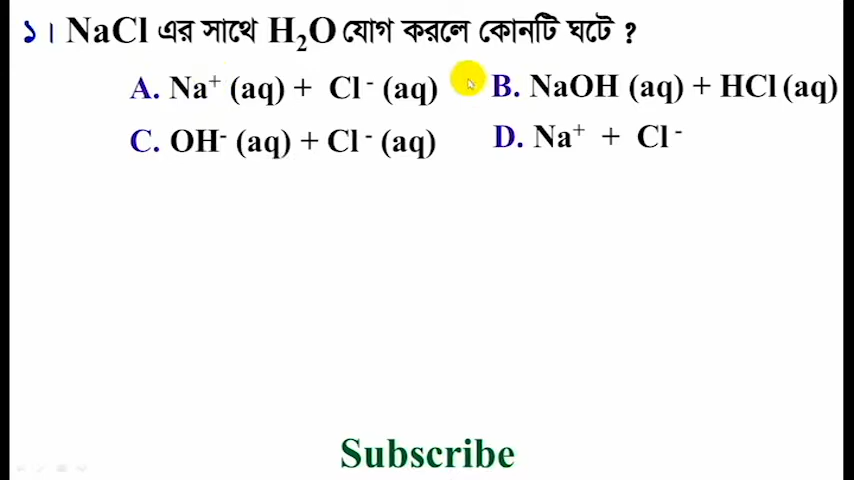 ১। NaCl এর সাথে H₂O যোগ করলে কোনটি ঘটে ?
A. Na⁺ (aq) + Cl⁻ (aq) B. NaOH (aq) + HCl (aq)
C. OH⁻ (aq) + Cl⁻ (aq) D. Na⁺ + Cl⁻
Subscribe